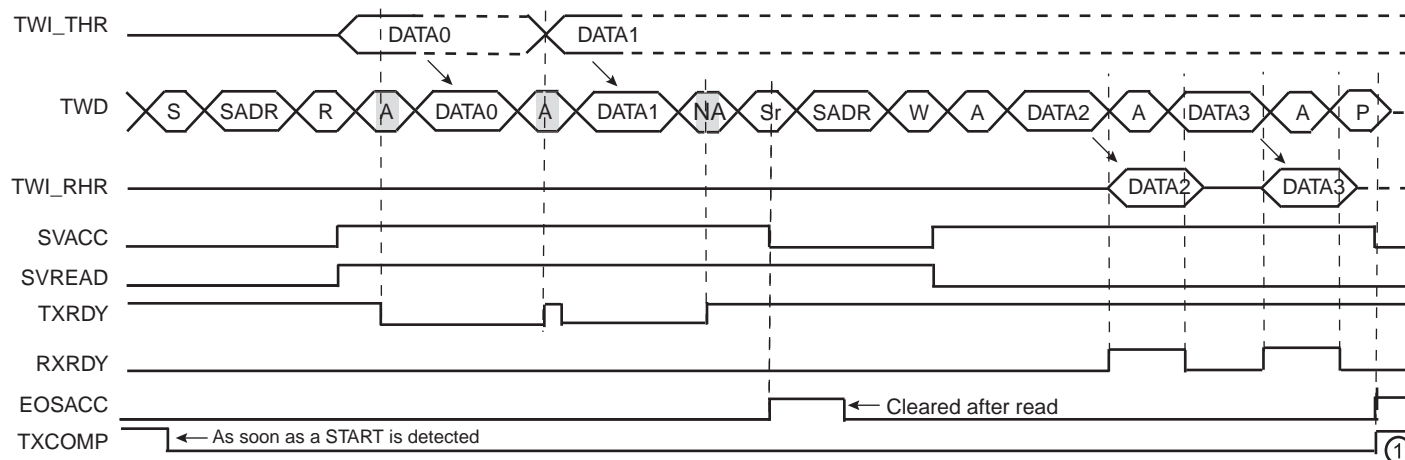 TWI_THR DATA0 DATA1
TWD S SADR R A DATA0 A DATA1 NA Sr SADR W A DATA2 A DATA3 A P
TWI_RHR DATA2 DATA3
SVACC
SVREAD
TXRDY
RXRDY
EOSACC Cleared after read
TXCOMP As soon as a START is detected 1